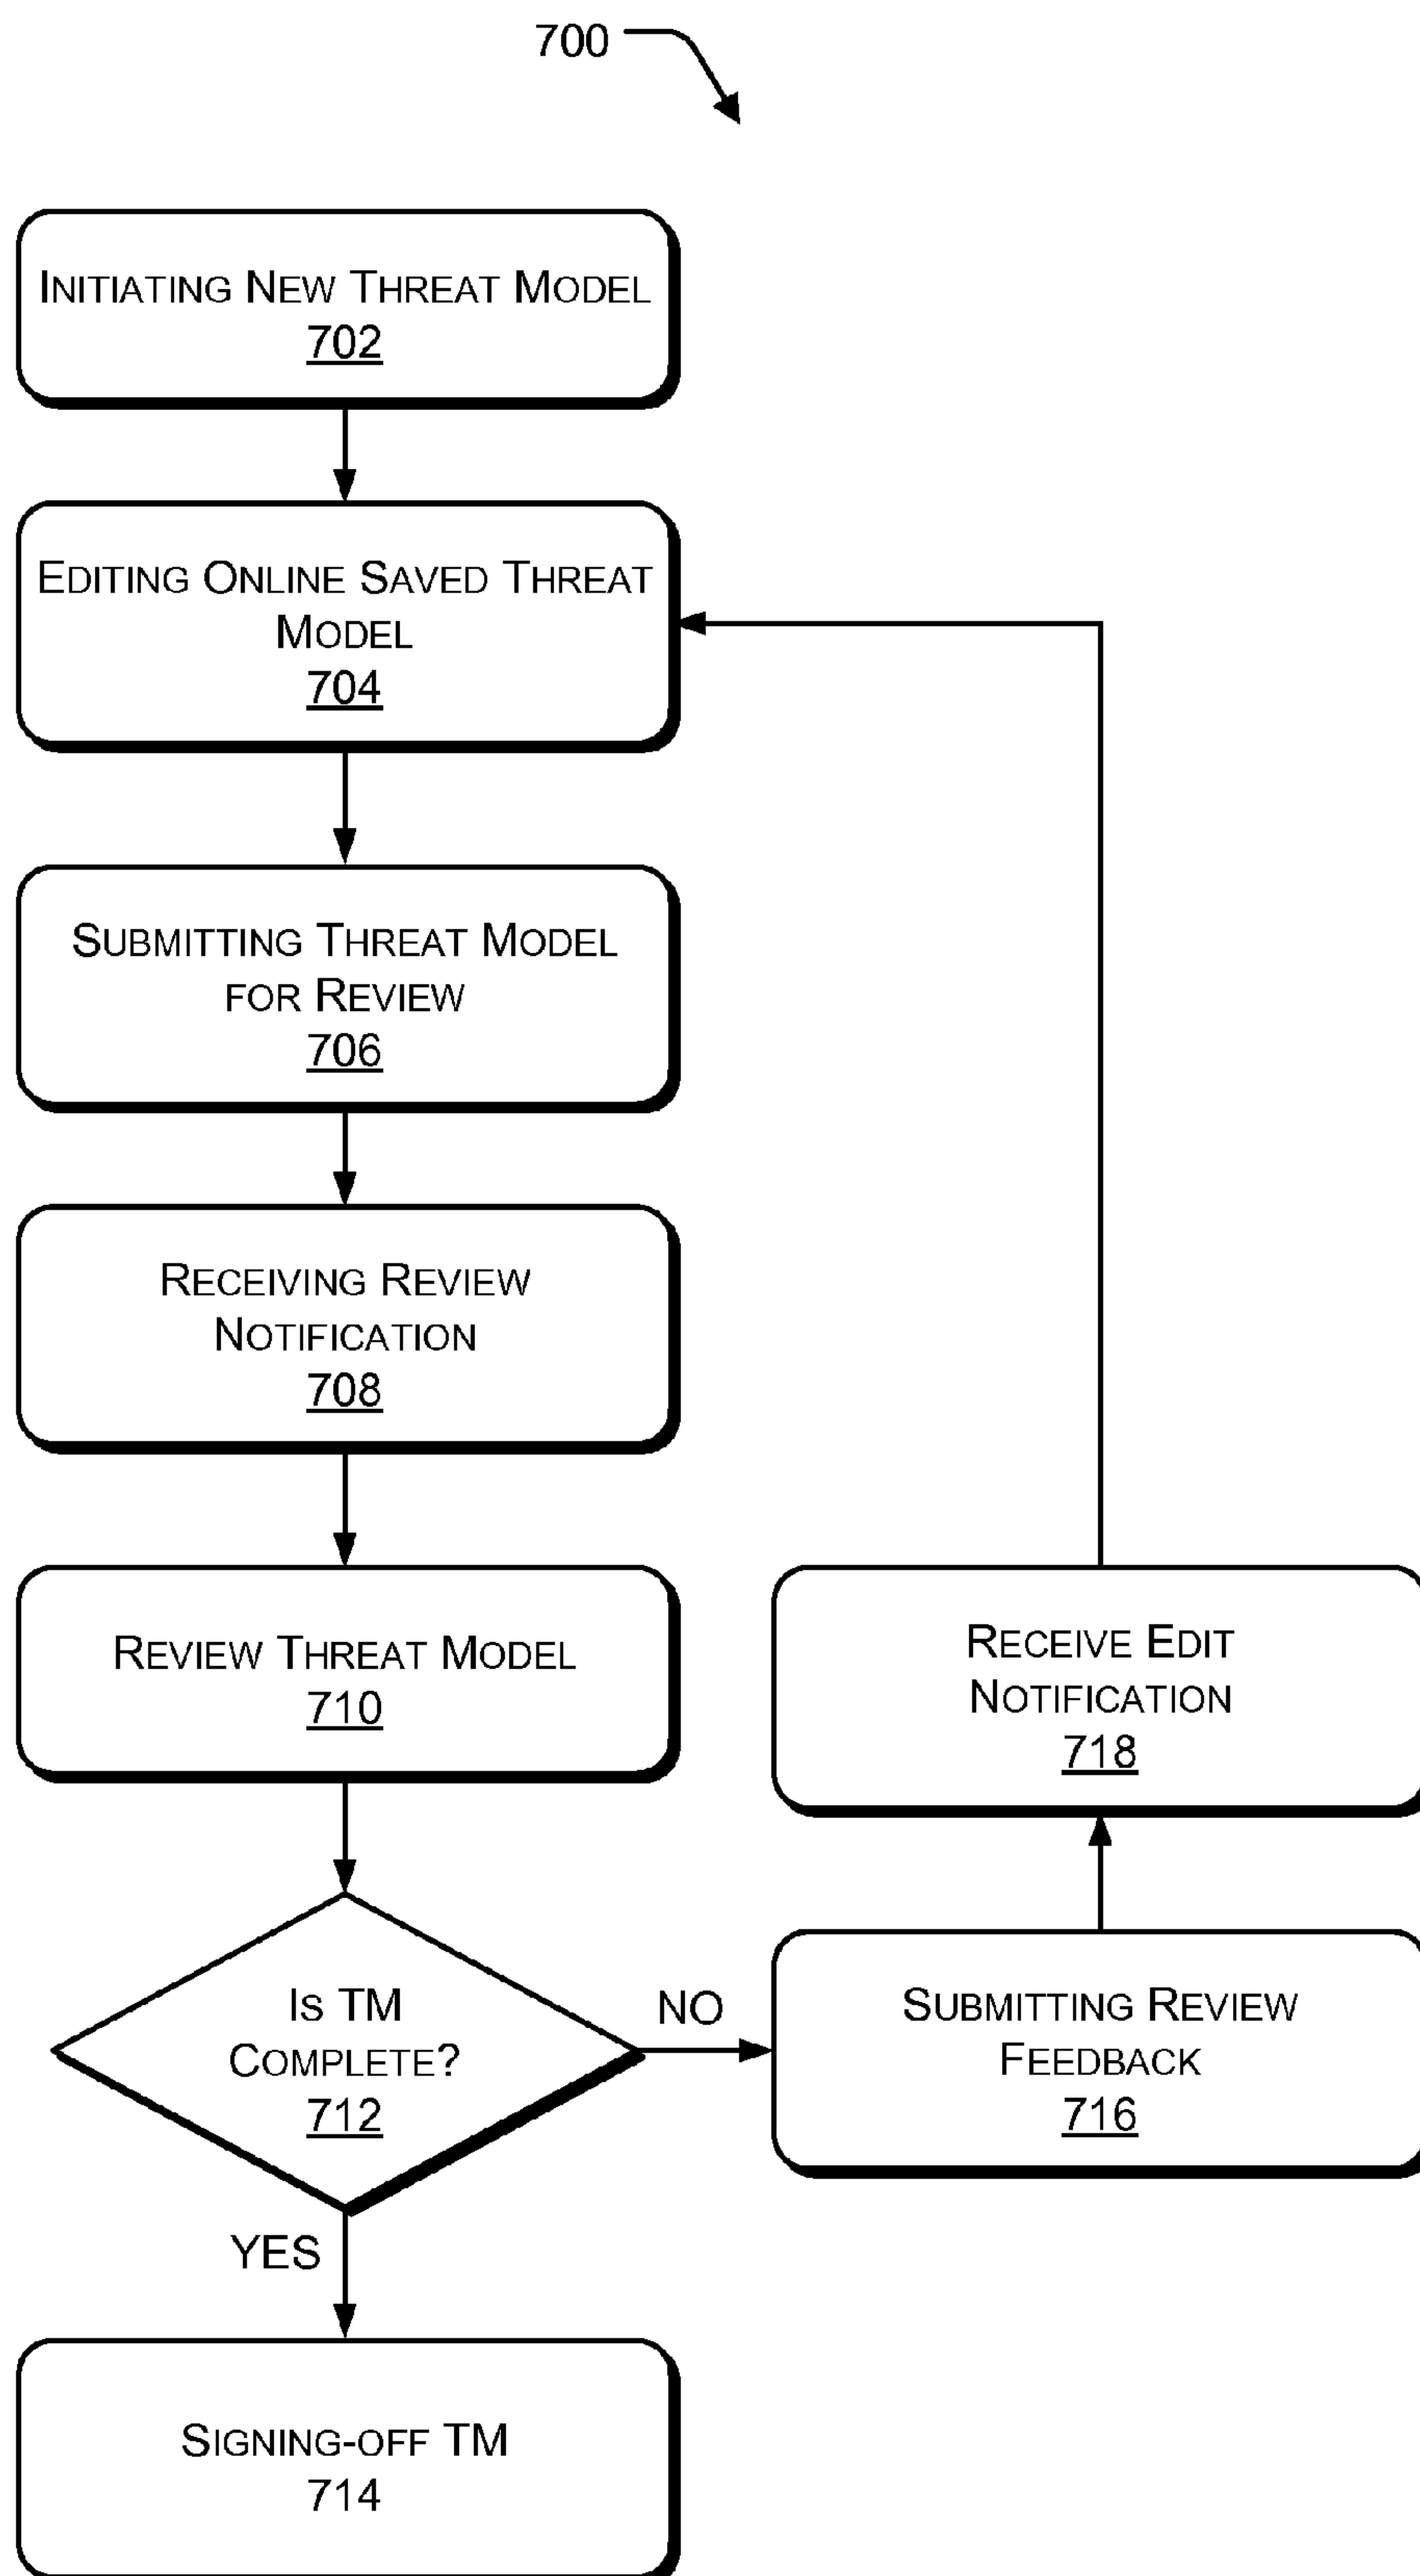 700
Initiating New Threat Model
702
Editing Online Saved Threat
Model
704
Submitting Threat Model
for Review
706
Receiving Review
Notification
708
Review Threat Model
710
Receive Edit
Notification
718
Is TM
Complete?
712
NO
Submitting Review
Feedback
716
YES
Signing-off TM
714